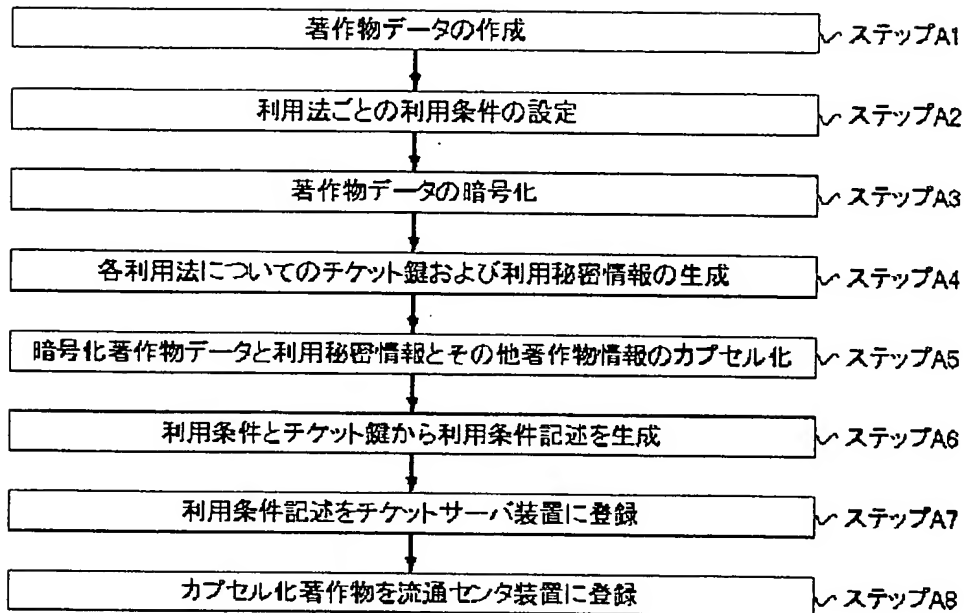 著作物データの作成 ステップA1
利用法ごとの利用条件の設定 ステップA2
著作物データの暗号化 ステップA3
各利用法についてのチケット鍵および利用秘密情報の生成 ステップA4
暗号化著作物データと利用秘密情報とその他著作物情報のカプセル化 ステップA5
利用条件とチケット鍵から利用条件記述を生成 ステップA6
利用条件記述をチケットサーバ装置に登録 ステップA7
カプセル化著作物を流通センタ装置に登録 ステップA8